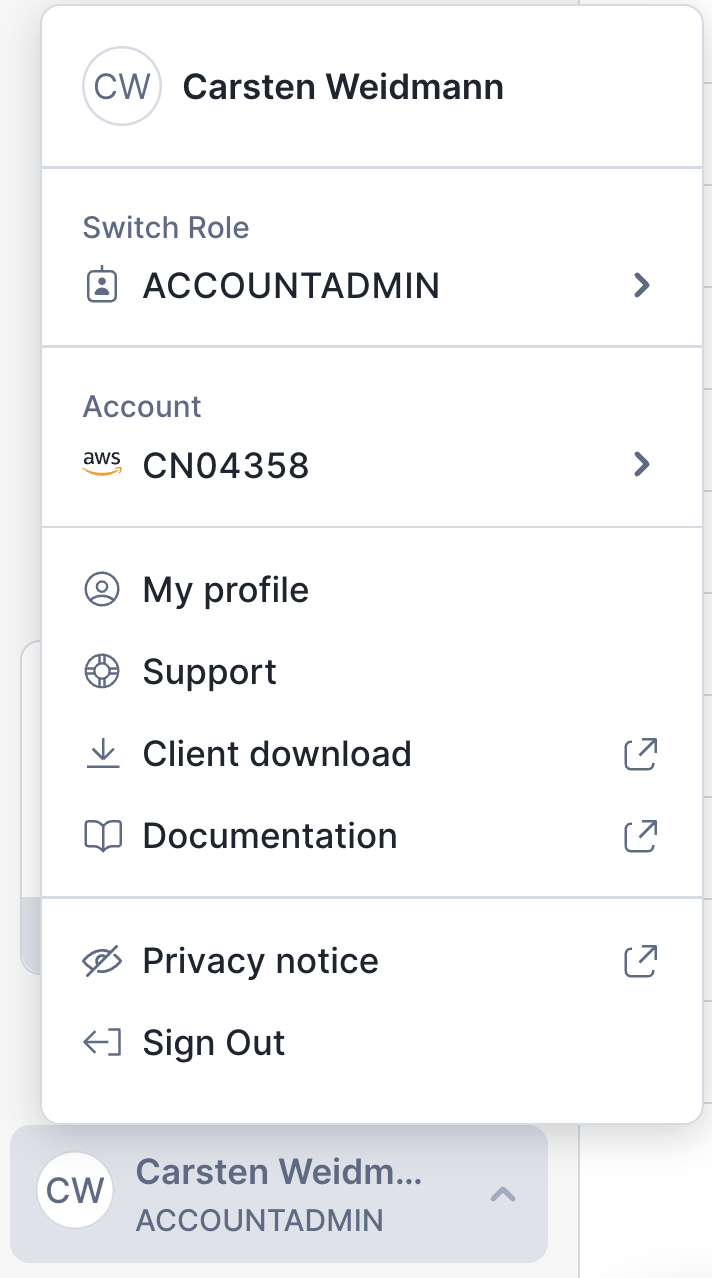 CW Carsten Weidmann
Switch Role
ACCOUNTADMIN
Account
aws CN04358
My profile
Support
Client download
Documentation
Privacy notice
Sign Out
CW Carsten Weidm...
ACCOUNTADMIN